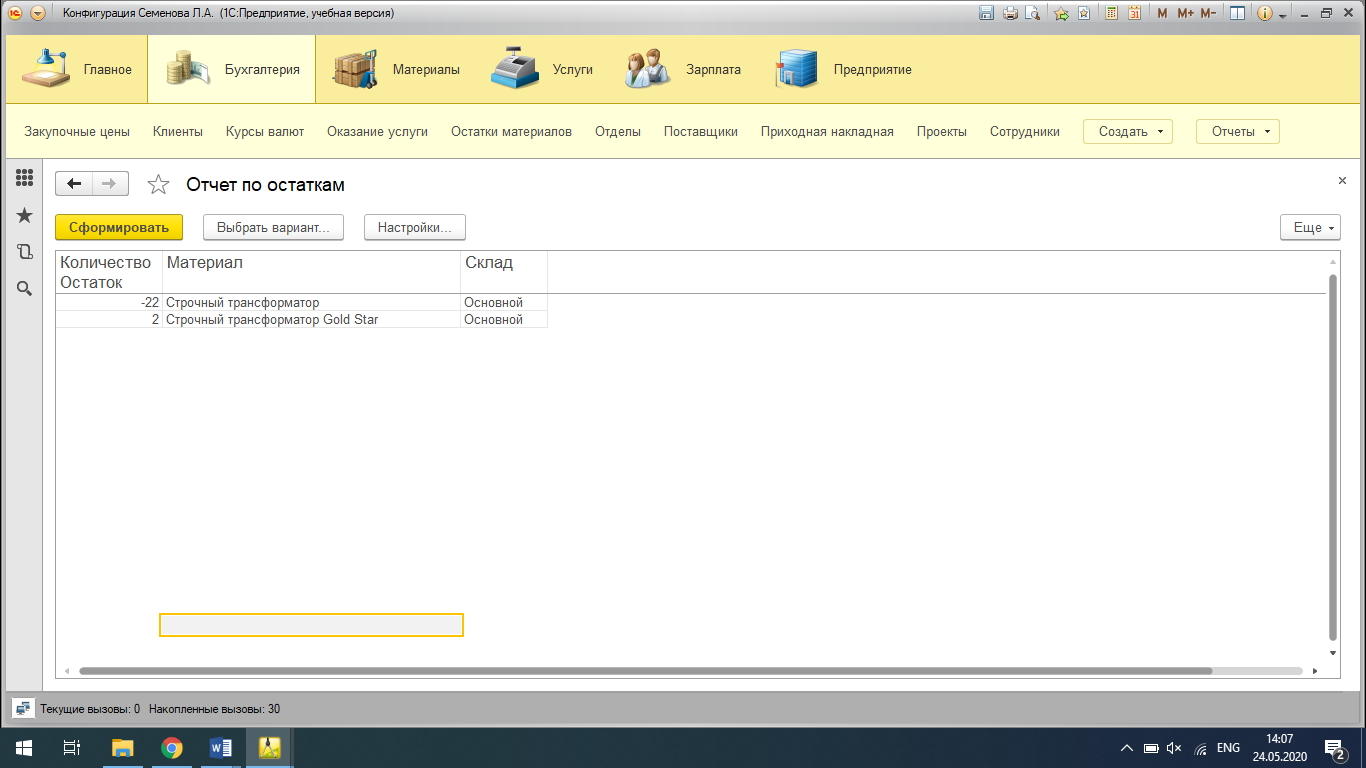 Конфигурация Семенова Л.А. (1С:Предприятие, учебная версия)
31 M M+ M-
Главное Бухгалтерия Материалы Услуги Зарплата Предприятие
Закупочные цены Клиенты Курсы валют Оказание услуги Остатки материалов Отделы Поставщики Приходная накладная Проекты Сотрудники Создать Отчеты
Отчет по остаткам
Сформировать Выбрать вариант... Настройки... Еще
Количество Материал Склад
Остаток
-22 Строчный трансформатор Основной
2 Строчный трансформатор Gold Star Основной
Текущие вызовы: 0 Накопленные вызовы: 30
14:07
ENG
24.05.2020
2